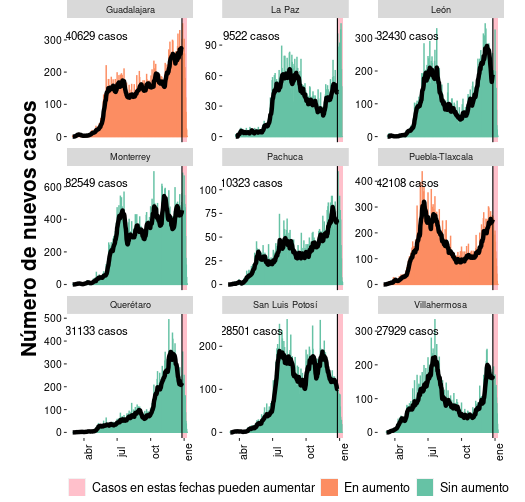 Número de nuevos casos
Guadalajara
La Paz
León
40629 casos
9522 casos
32430 casos
300
200
100
0
90
60
30
0
300
200
100
0
Monterrey
Pachuca
Puebla-Tlaxcala
82549 casos
10323 casos
42108 casos
600
400
200
0
100
75
50
25
0
400
300
200
100
0
Querétaro
San Luis Potosí
Villahermosa
31133 casos
28501 casos
27929 casos
500
400
300
200
100
0
200
100
0
300
200
100
0
abr jul oct ene
abr jul oct ene
abr jul oct ene
Casos en estas fechas pueden aumentar En aumento Sin aumento